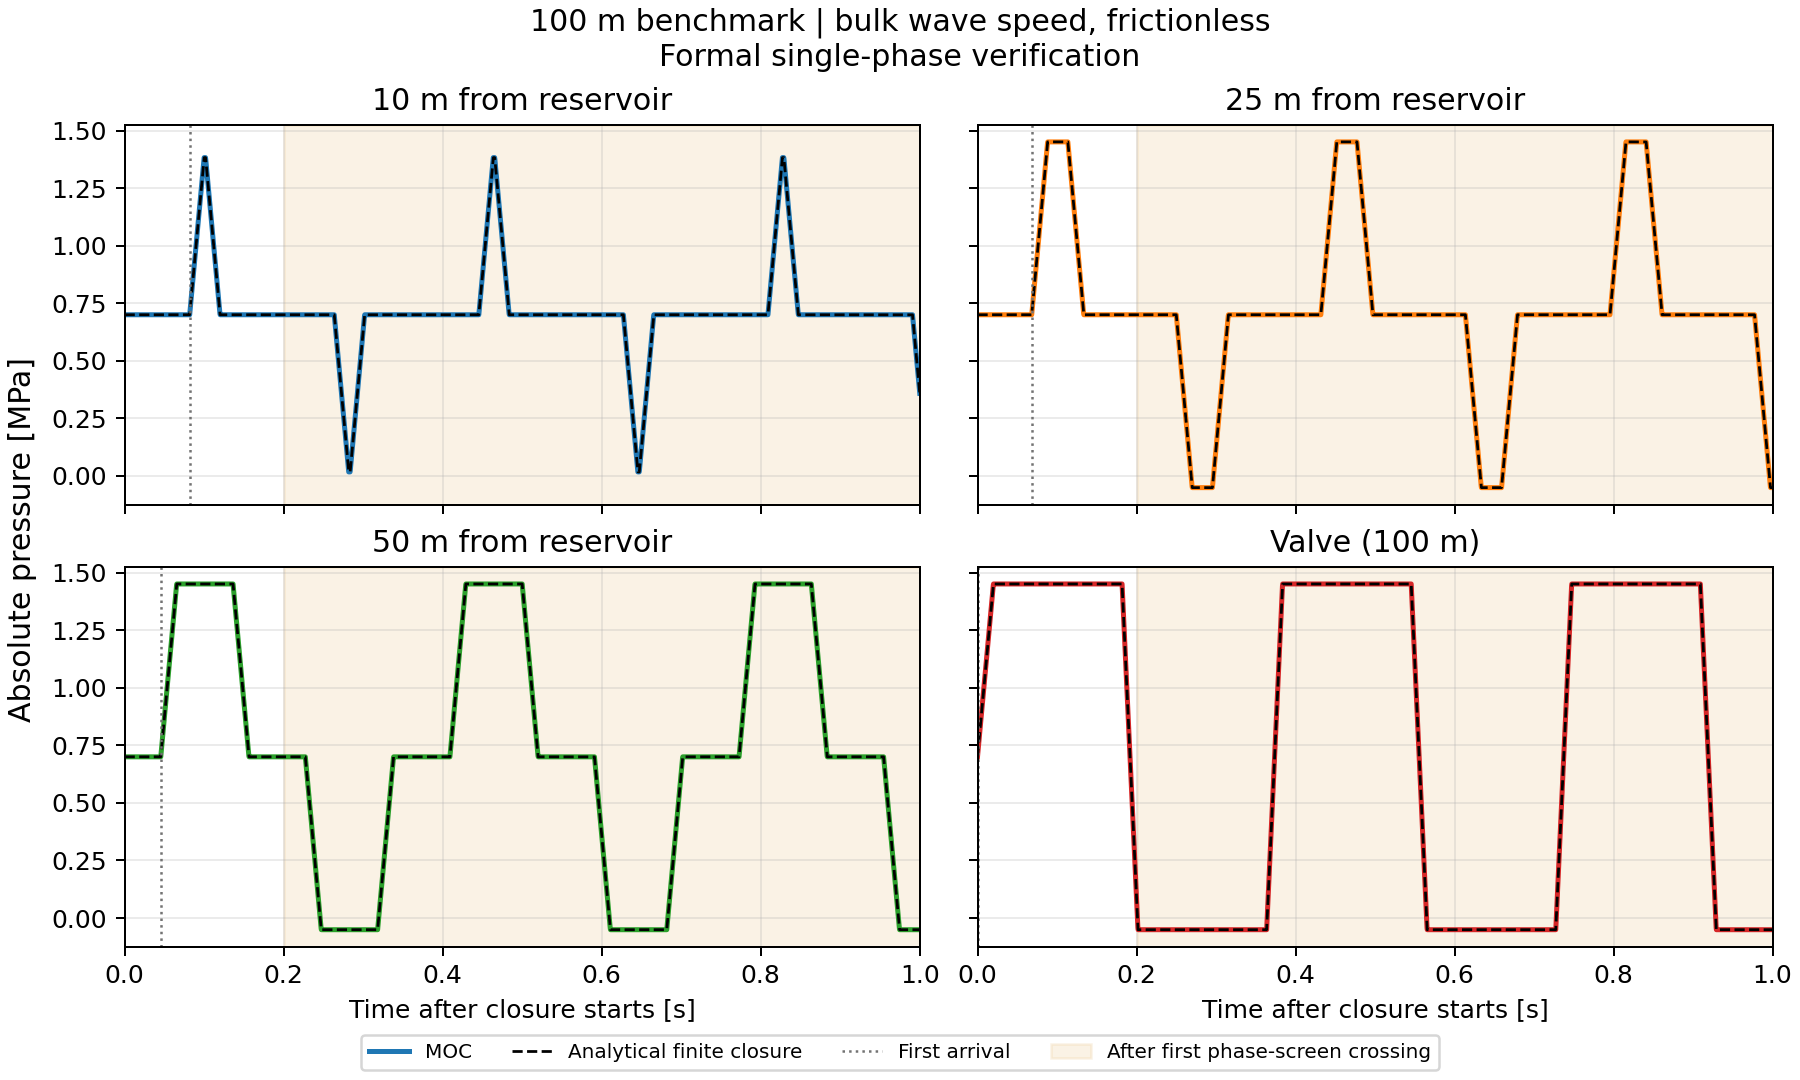 100 m benchmark | bulk wave speed, frictionless
Formal single-phase verification
10 m from reservoir
25 m from reservoir
1.50
1.25
1.00
0.75
0.50
0.25
0.00
Absolute pressure [MPa]
50 m from reservoir
Valve (100 m)
1.50
1.25
1.00
0.75
0.50
0.25
0.00
0.0 0.2 0.4 0.6 0.8 1.0
0.0 0.2 0.4 0.6 0.8 1.0
Time after closure starts [s]
Time after closure starts [s]
MOC
Analytical finite closure
First arrival
After first phase-screen crossing